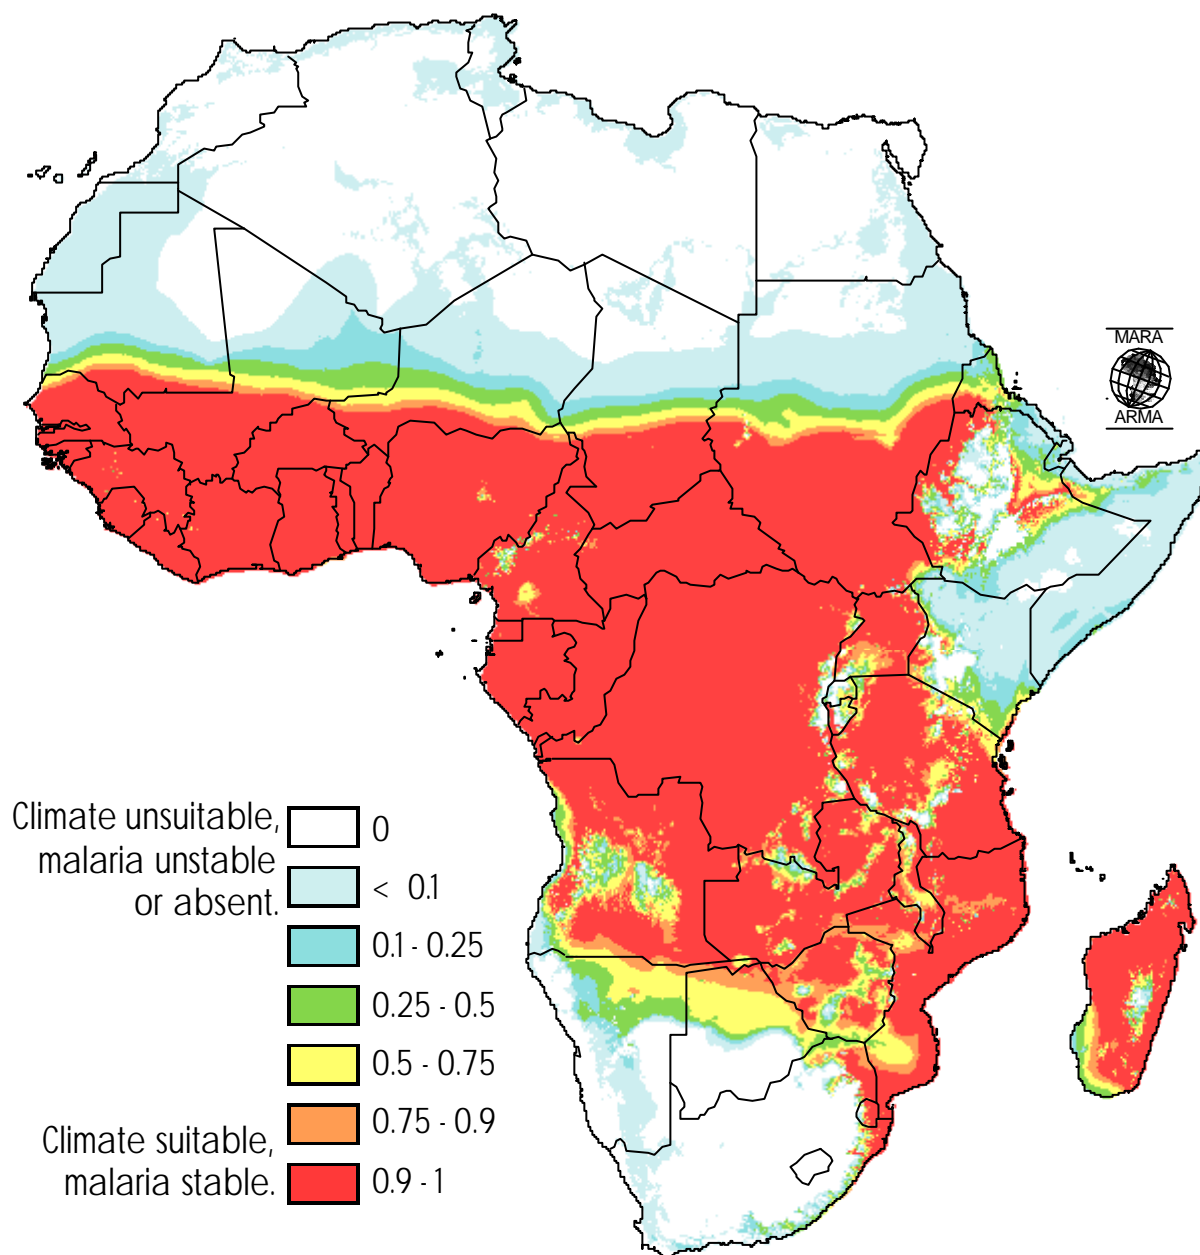 MARA
ARMA
Climate unsuitable,
malaria unstable
or absent.
0
< 0.1
0.1 - 0.25
0.25 - 0.5
0.5 - 0.75
0.75 - 0.9
Climate suitable,
malaria stable.
0.9 - 1